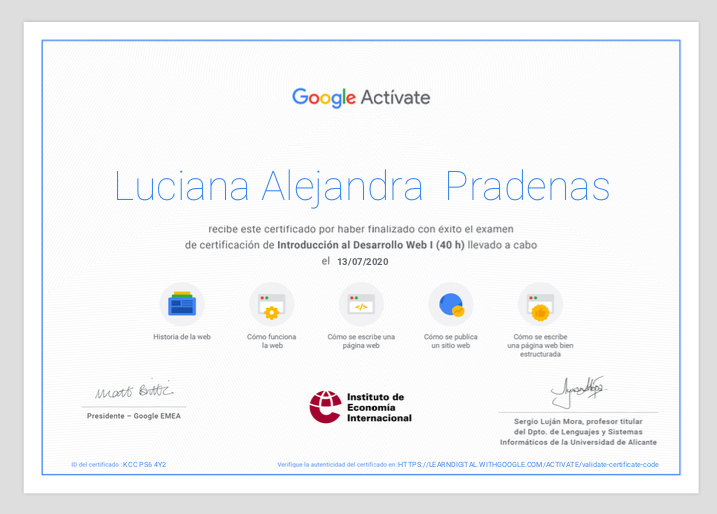 Google Actívate
Luciana Alejandra Pradenas
recibe este certificado por haber finalizado con éxito el examen
de certificación de Introducción al Desarrollo Web I (40 h) llevado a cabo
el 13/07/2020
Historia de la web
Cómo funciona
la web
Cómo se escribe una
página web
Cómo se publica
un sitio web
Cómo se escribe
una página web bien
estructurada
Matt Brittin
Presidente – Google EMEA
Instituto de
Economía
Internacional
Sergio Luján Mora, profesor titular
del Dpto. de Lenguajes y Sistemas
Informáticos de la Universidad de Alicante
ID del certificado : KCC PS6 4Y2
Verifique la autenticidad del certificado en: HTTPS://LEARNDIGITAL.WITHGOOGLE.COM/ACTIVATE/validate-certificate-code